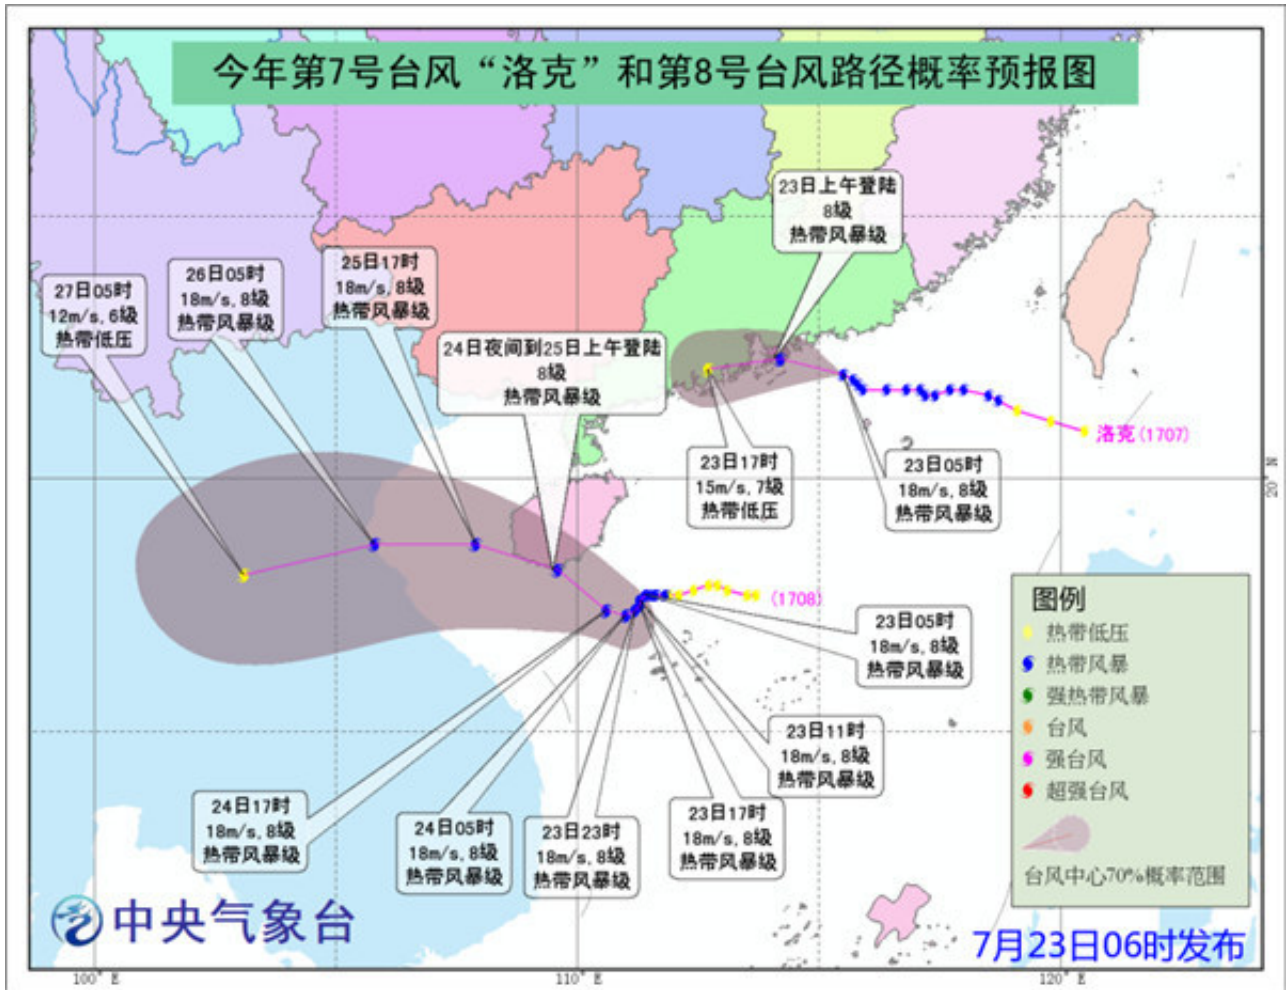 今年第7号台风“洛克”和第8号台风路径概率预报图
23日上午登陆
8级
热带风暴级
25日17时
18m/s,8级
热带风暴级
26日05时
18m/s,8级
热带风暴级
27日05时
12m/s,6级
热带低压
24日夜间到25日上午登陆
8级
热带风暴级
洛克(1707)
23日17时
15m/s,7级
热带低压
23日05时
18m/s,8级
热带风暴级
20°N
(1708)
23日05时
18m/s,8级
热带风暴级
23日11时
18m/s,8级
热带风暴级
23日17时
18m/s,8级
热带风暴级
23日23时
18m/s,8级
热带风暴级
24日05时
18m/s,8级
热带风暴级
24日17时
18m/s,8级
热带风暴级
图例
热带低压
热带风暴
强热带风暴
台风
强台风
超强台风
台风中心70%概率范围
中央气象台
7月23日06时发布
100°E
110°E
120°E